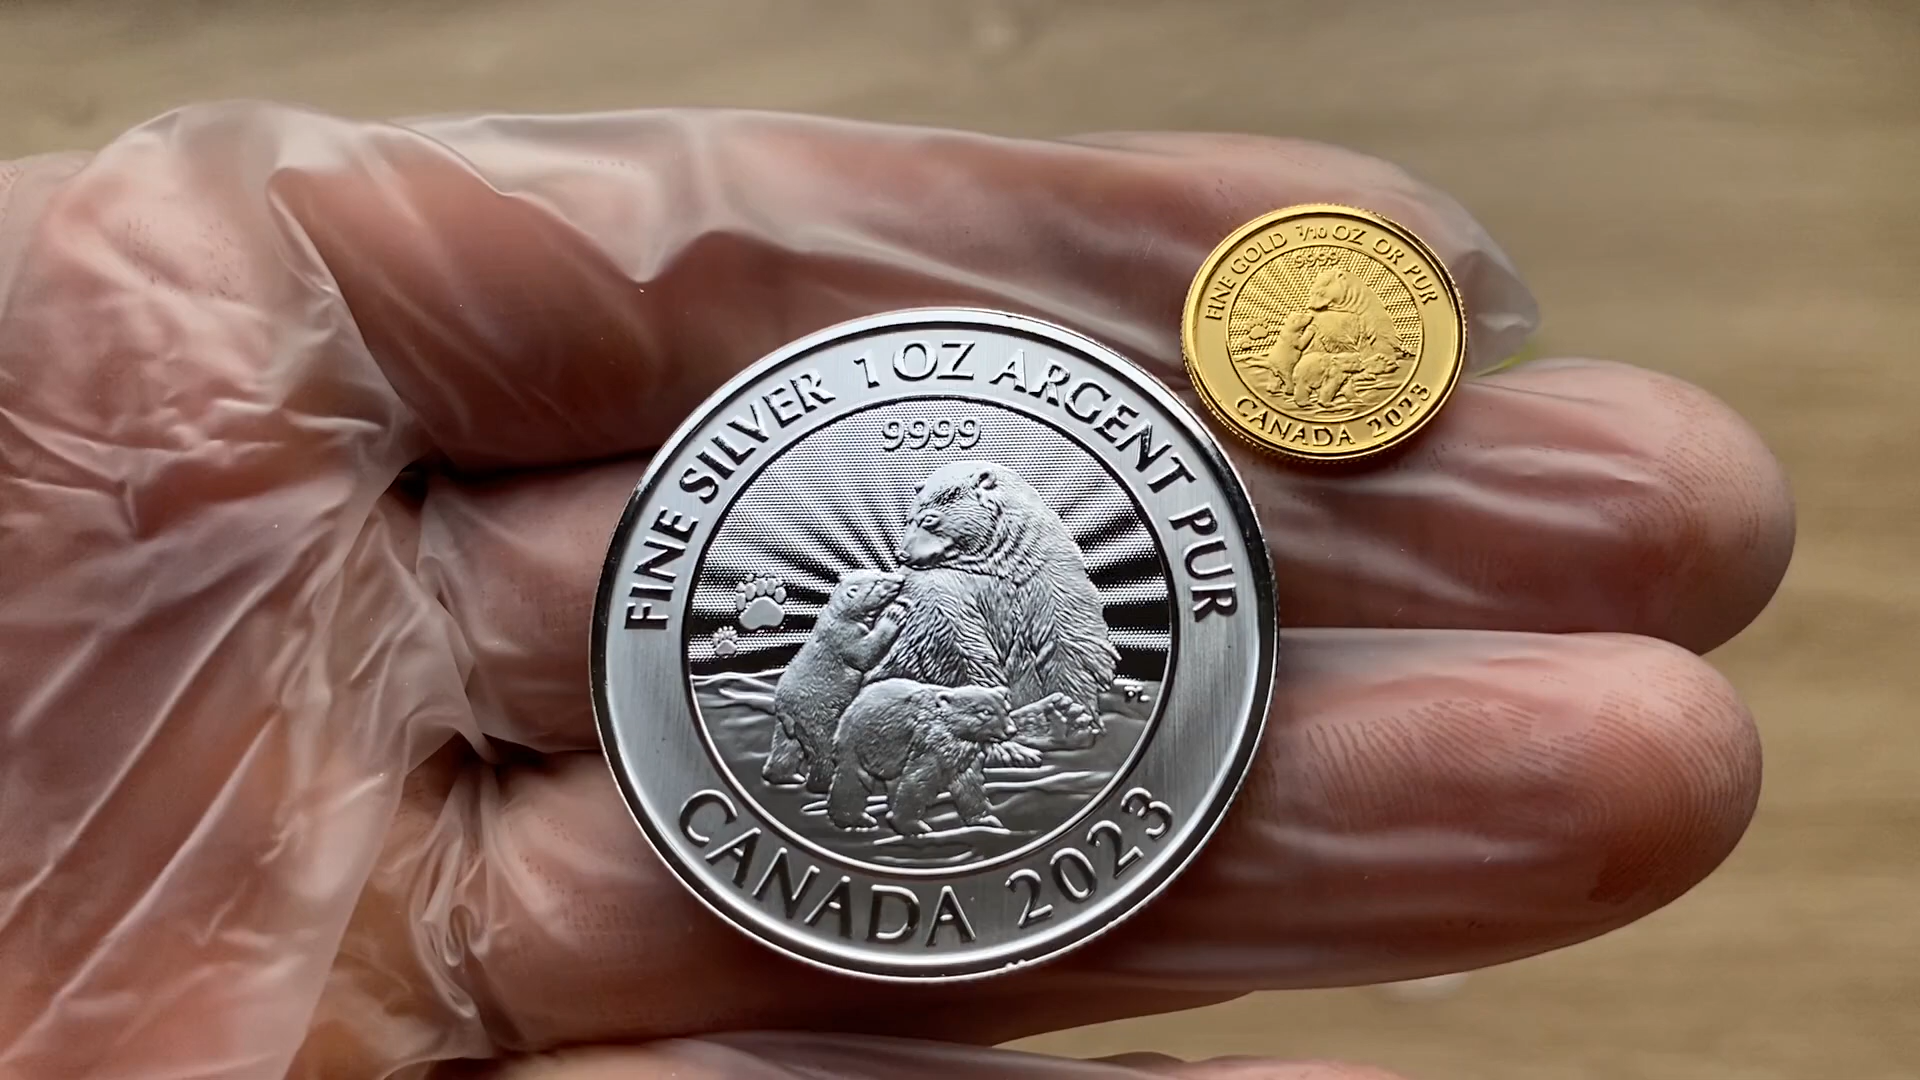 FINE SILVER 1 OZ ARGENT PUR
9999
PL
CANADA 2023
FINE GOLD 1/10 OZ OR PUR
9999
CANADA 2023